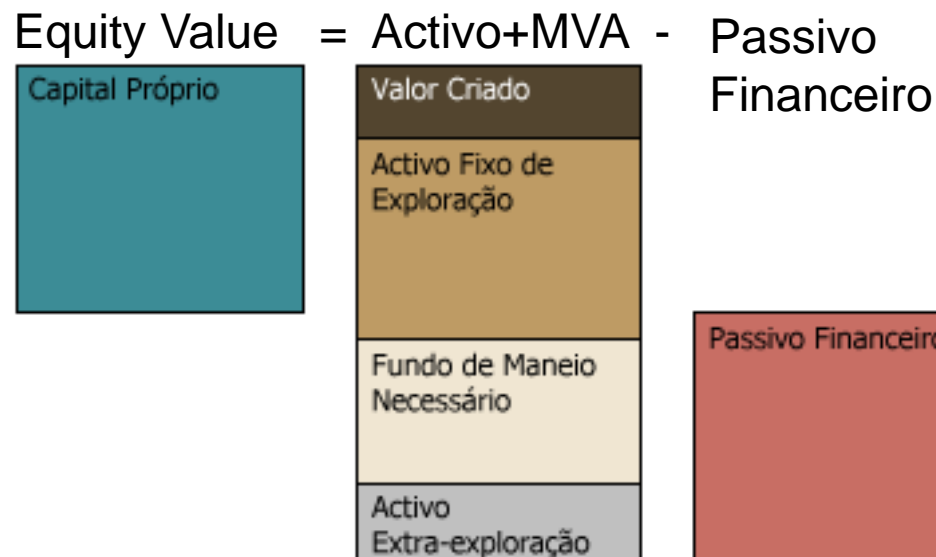 Equity Value = Activo+MVA - Passivo
Financeiro
Capital Próprio
Valor Criado
Activo Fixo de
Exploração
Fundo de Maneio
Necessário
Passivo Financeiro
Activo
Extra-exploração